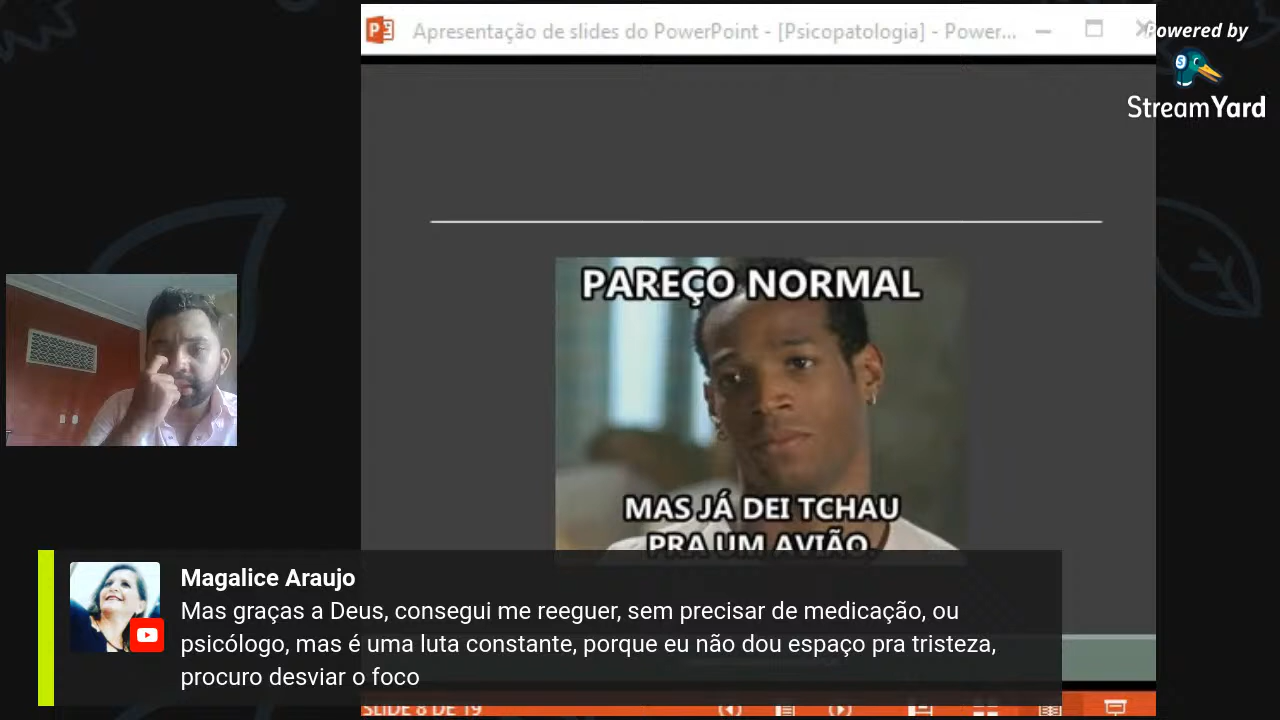 Apresentação de slides do PowerPoint - [Psicopatologia] - Power...
Powered by
StreamYard
PAREÇO NORMAL
MAS JÁ DEI TCHAU
PRA UM AVIÃO.
Magalice Araujo
Mas graças a Deus, consegui me reeguer, sem precisar de medicação, ou
psicólogo, mas é uma luta constante, porque eu não dou espaço pra tristeza,
procuro desviar o foco
SLIDE 8 DE 19